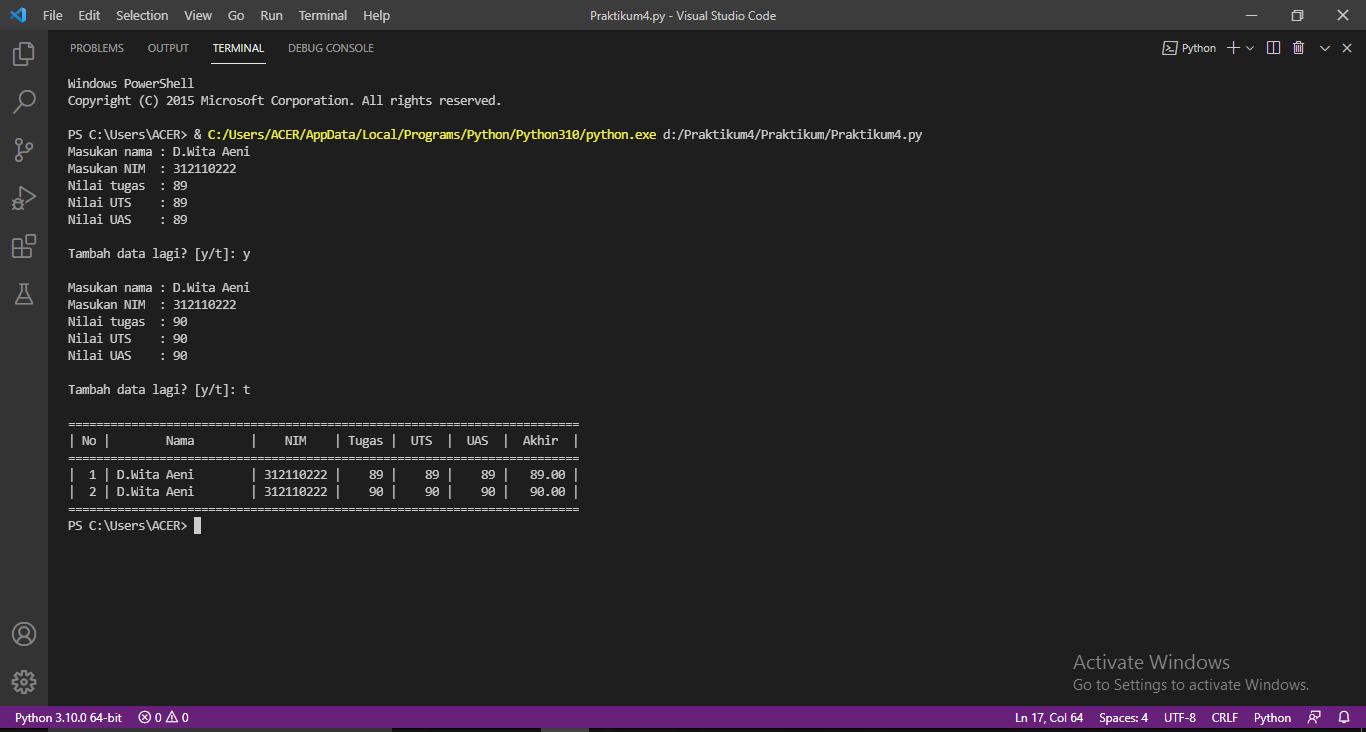 File Edit Selection View Go Run Terminal Help Praktikum4.py - Visual Studio Code
PROBLEMS OUTPUT TERMINAL DEBUG CONSOLE Python
Windows PowerShell
Copyright (C) 2015 Microsoft Corporation. All rights reserved.
PS C:\Users\ACER> & C:/Users/ACER/AppData/Local/Programs/Python/Python310/python.exe d:/Praktikum4/Praktikum/Praktikum4.py
Masukan nama : D.Wita Aeni
Masukan NIM  : 312110222
Nilai tugas  : 89
Nilai UTS    : 89
Nilai UAS    : 89
Tambah data lagi? [y/t]: y
Masukan nama : D.Wita Aeni
Masukan NIM  : 312110222
Nilai tugas  : 90
Nilai UTS    : 90
Nilai UAS    : 90
Tambah data lagi? [y/t]: t
=========================================================================
| No |        Nama        |    NIM    | Tugas |  UTS  |  UAS  |  Akhir  |
=========================================================================
|  1 | D.Wita Aeni        | 312110222 |    89 |    89 |    89 |   89.00 |
|  2 | D.Wita Aeni        | 312110222 |    90 |    90 |    90 |   90.00 |
=========================================================================
PS C:\Users\ACER>
Activate Windows
Go to Settings to activate Windows.
Python 3.10.0 64-bit 0 0 Ln 17, Col 64 Spaces: 4 UTF-8 CRLF Python